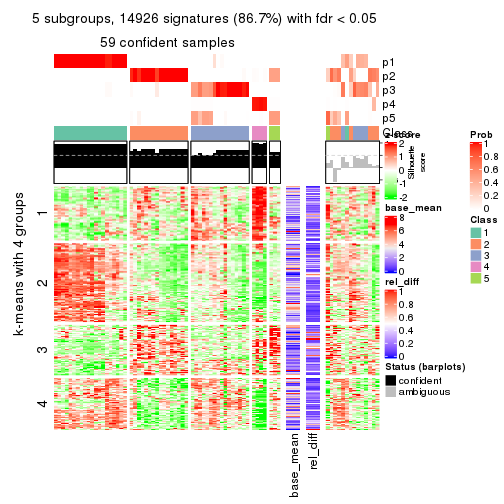 5 subgroups, 14926 signatures (86.7%) with fdr < 0.05
59 confident samples
p1
p2
p3
p4
p5
Class
z-score
2
1
0
-1
-2
Silhouette
score
base_mean
8
6
4
2
0
rel_diff
1
0.8
0.6
0.4
0.2
0
Prob
1
0.8
0.6
0.4
0.2
0
Class
1
2
3
4
5
Status (barplots)
confident
ambiguous
k-means with 4 groups
1
2
3
4
base_mean
rel_diff